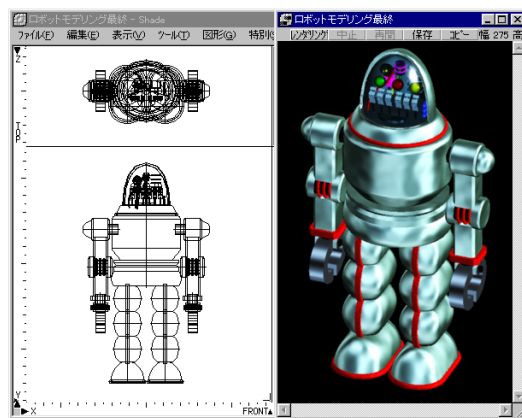 ロボットモデリング最終 - Shade
ファイル(F) 編集(E) 表示(V) ツール(T) 図形(G) 特別(
Z
TOP
Y
X
FRONT
ロボットモデリング最終
レンダリング 中止 再開 保存 コピー 幅 275 高